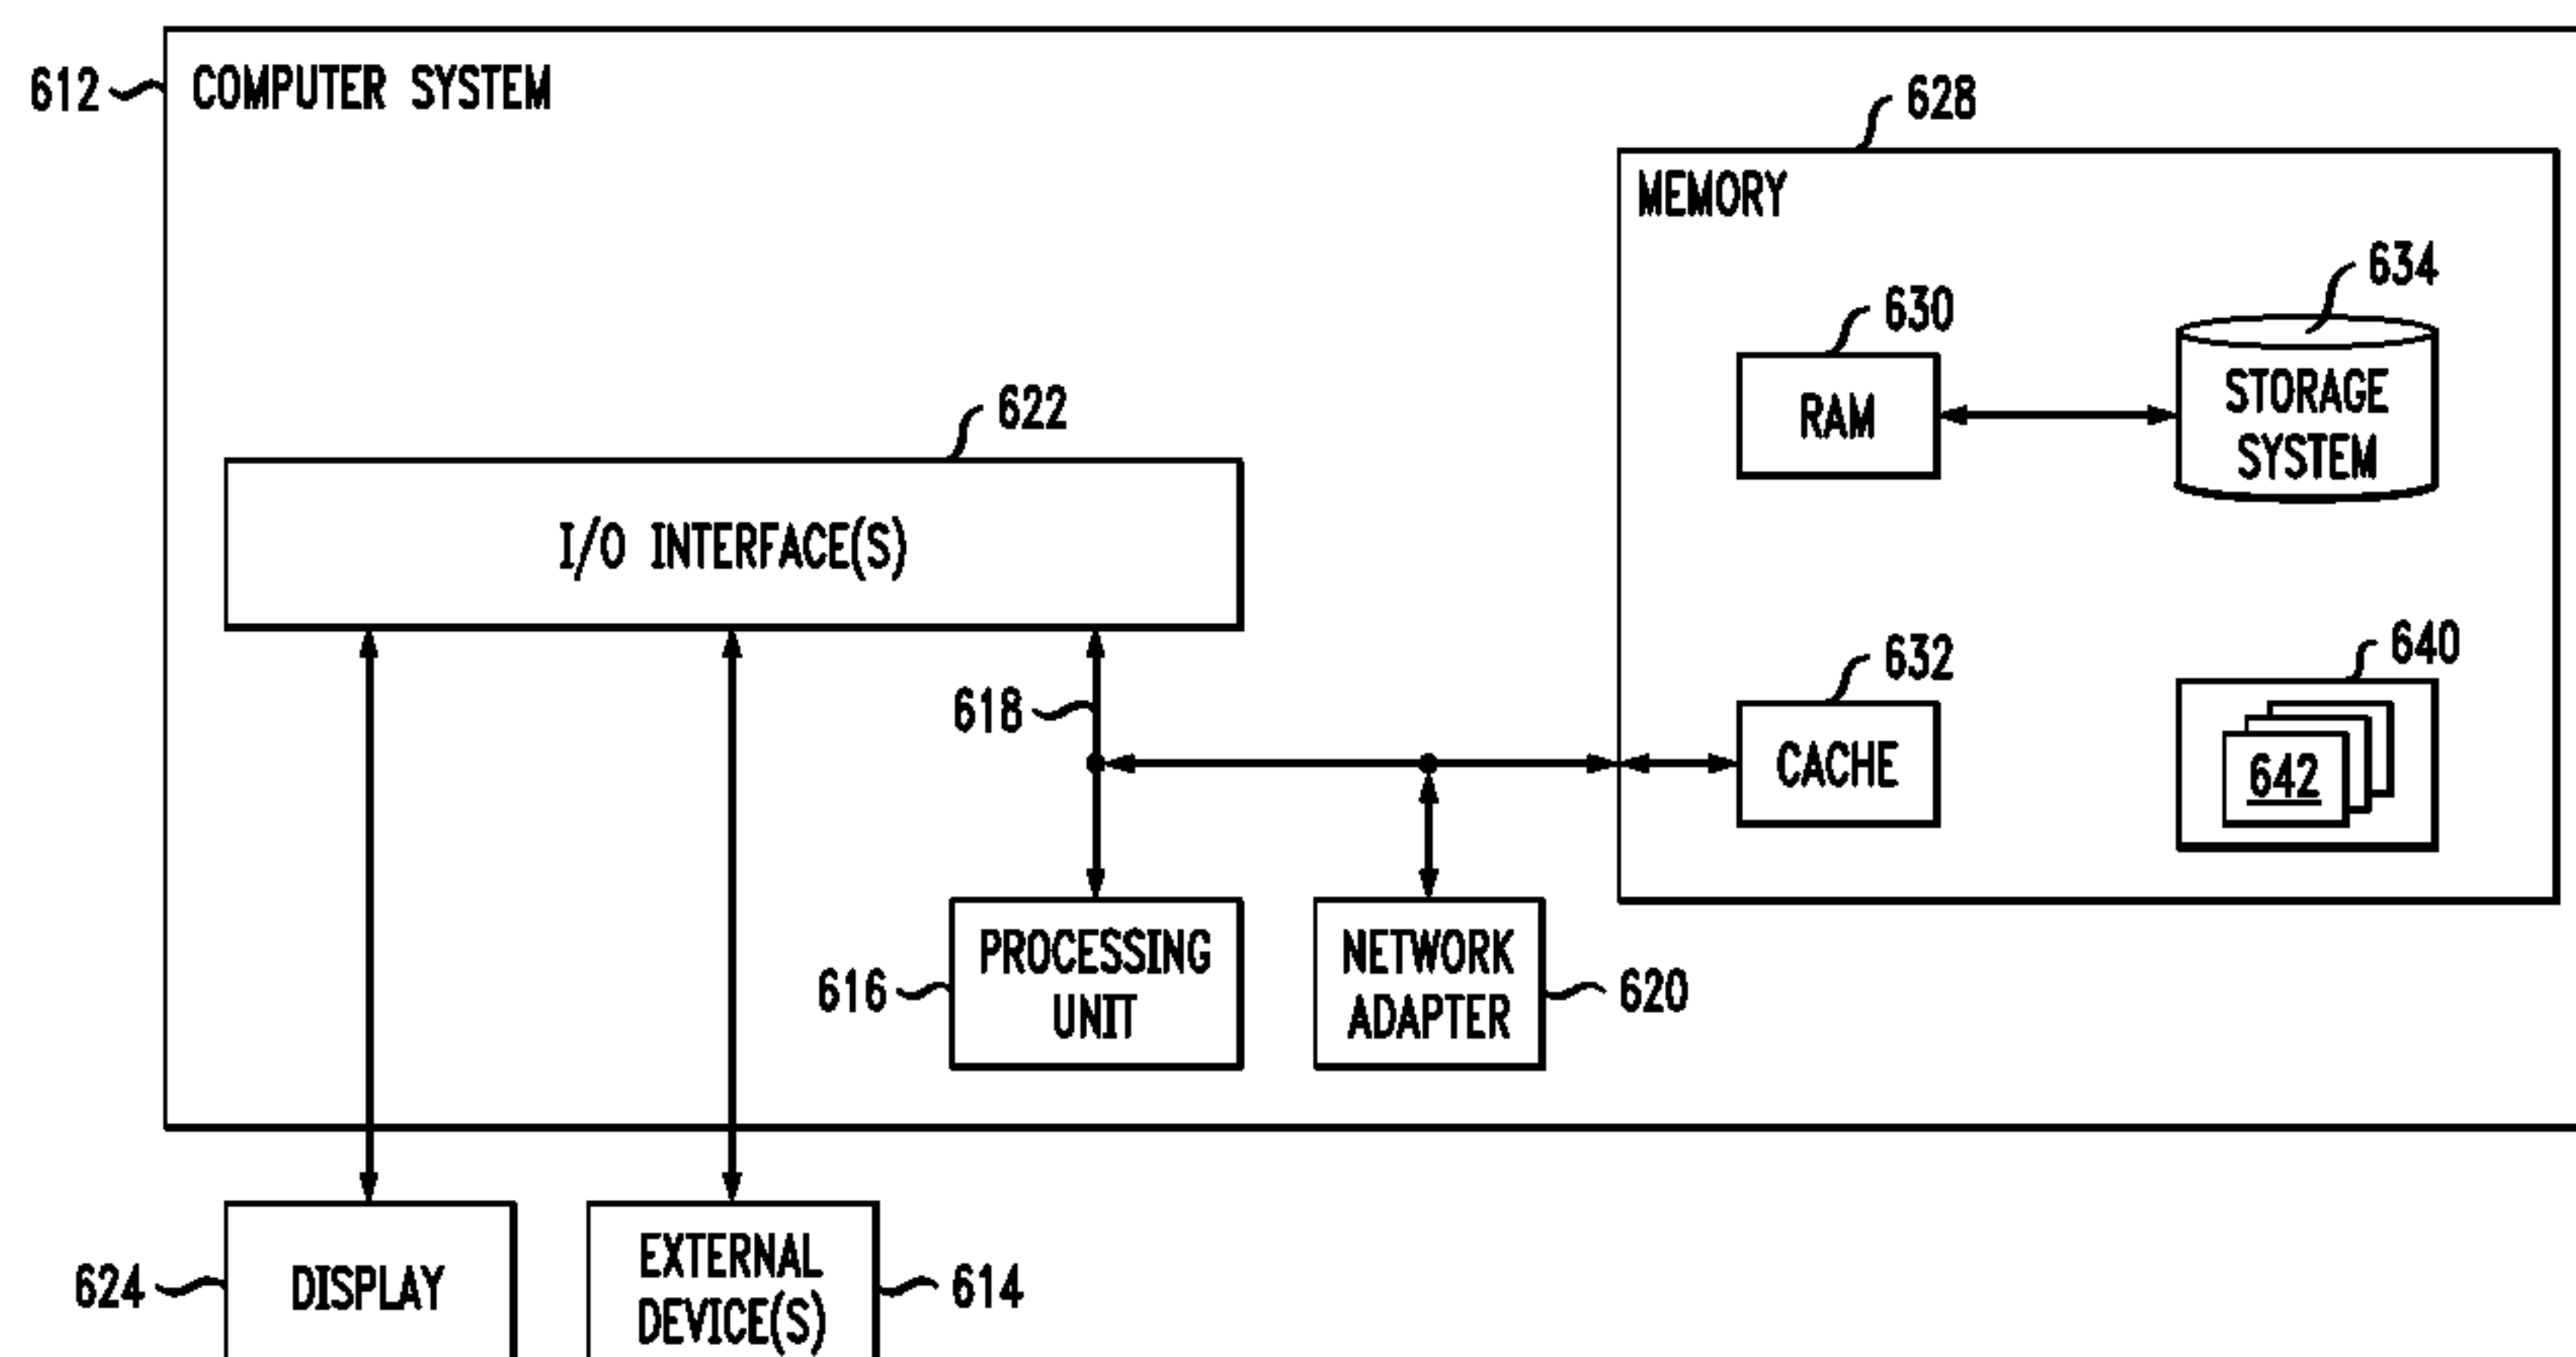 612
COMPUTER SYSTEM
628
MEMORY
634
630
RAM
STORAGE
SYSTEM
622
I/O INTERFACE(S)
632
640
618
CACHE
642
616
PROCESSING
UNIT
NETWORK
ADAPTER
620
624
DISPLAY
EXTERNAL
DEVICE(S)
614